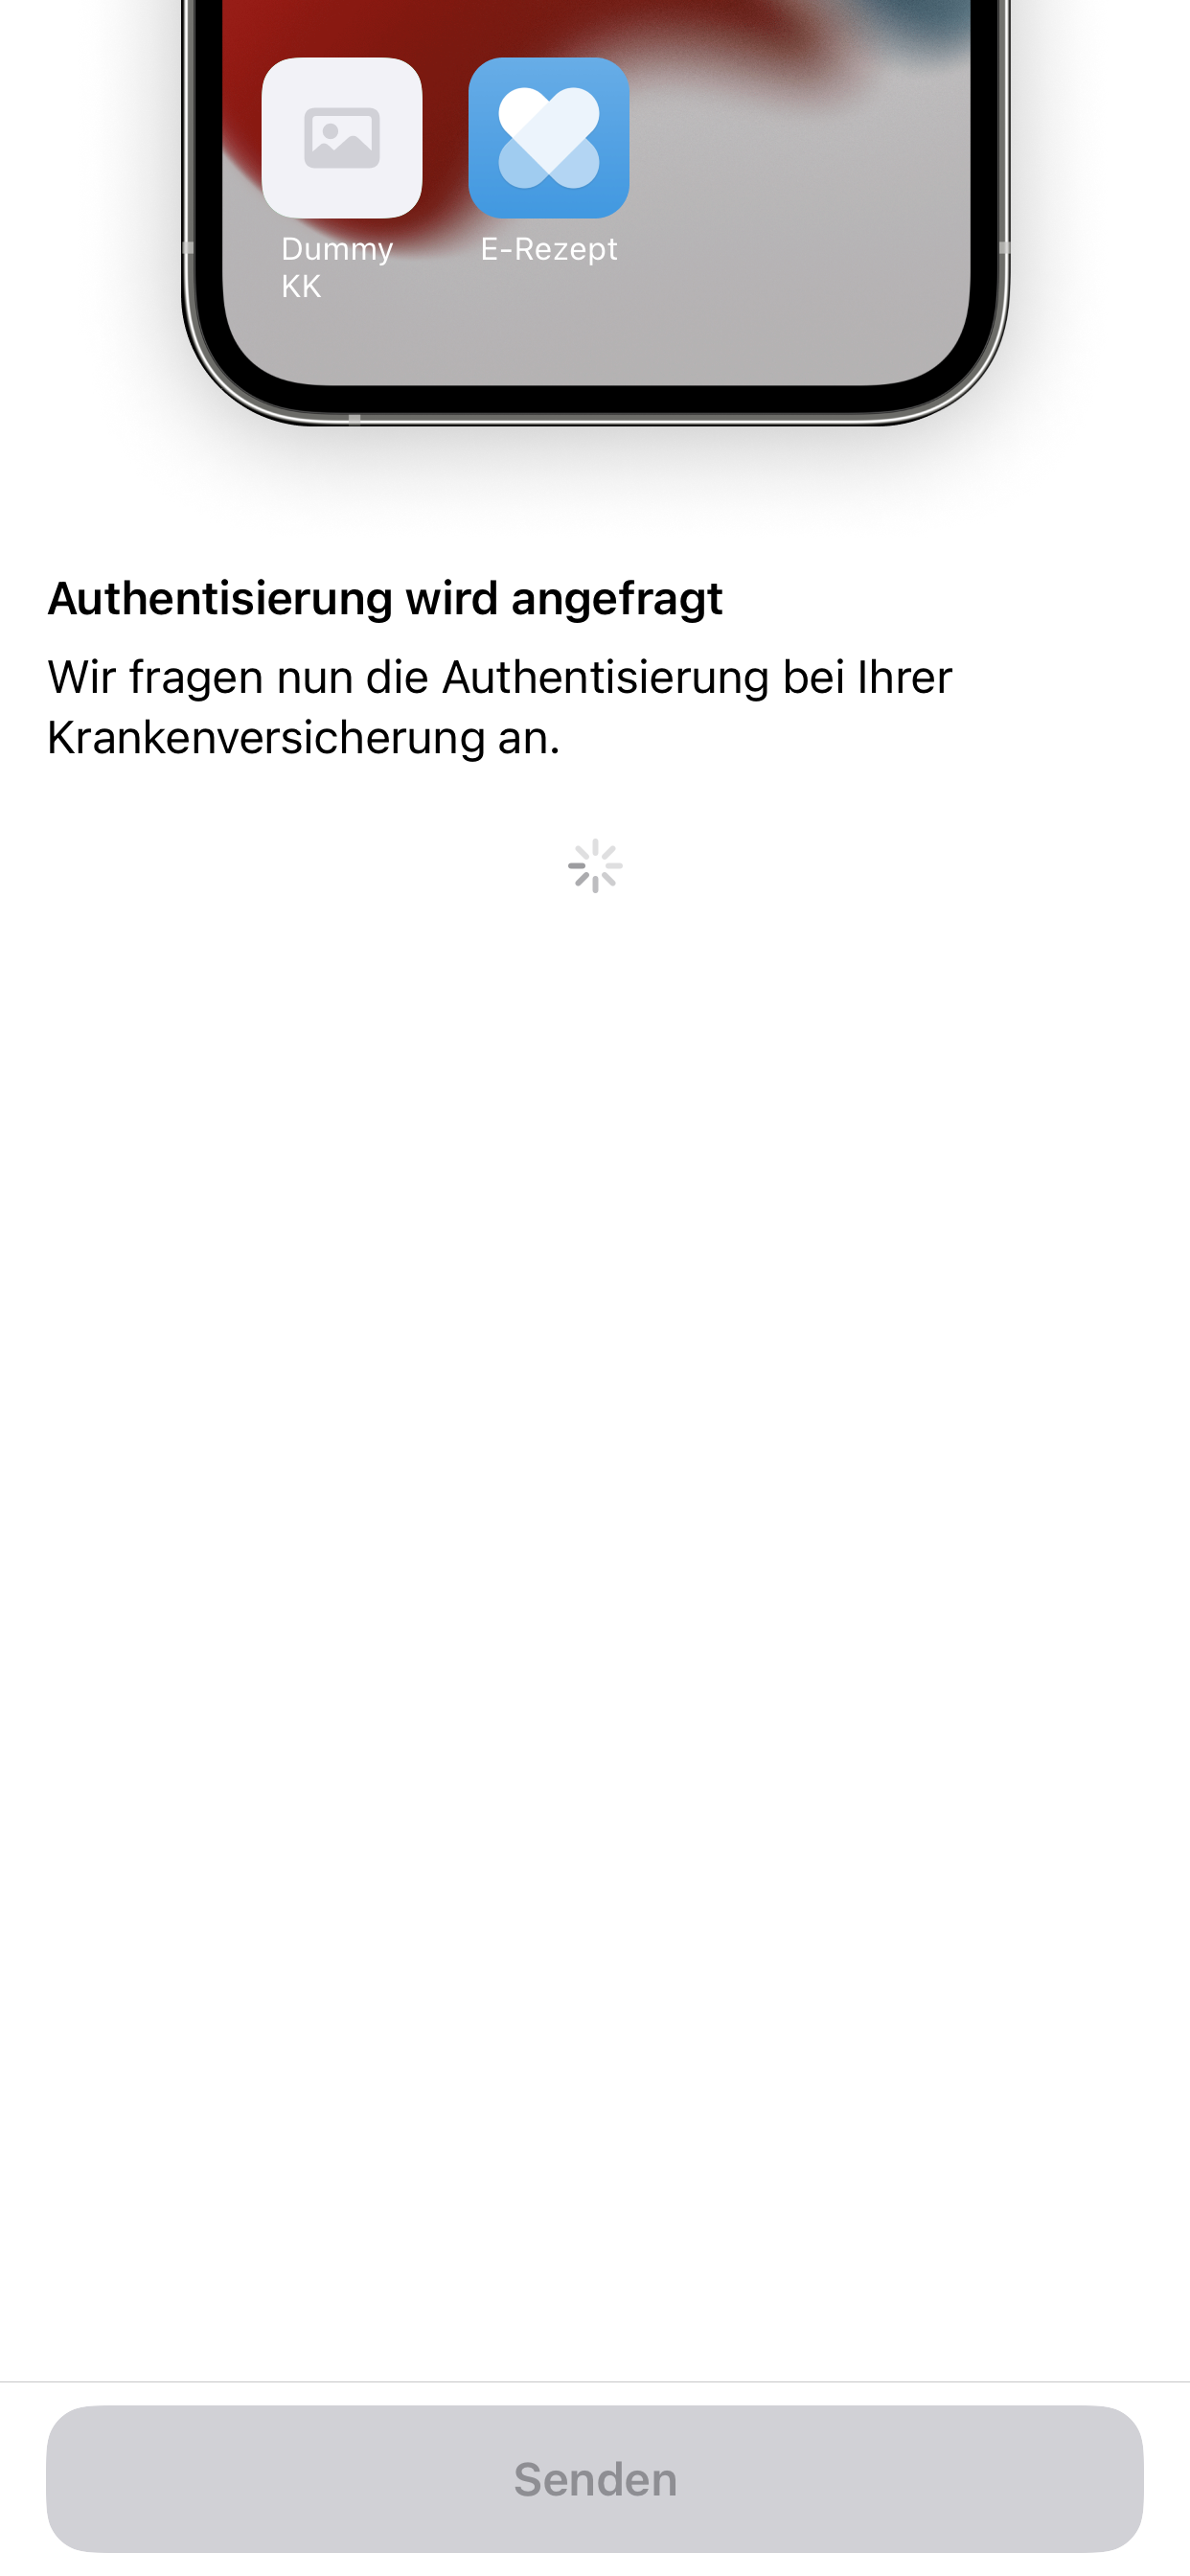 Dummy
KK
E-Rezept
Authentisierung wird angefragt
Wir fragen nun die Authentisierung bei Ihrer
Krankenversicherung an.
Senden